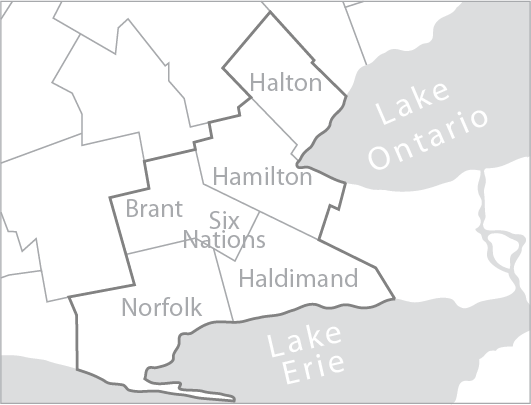 Halton
Lake
Ontario
Hamilton
Brant
Six
Nations
Haldimand
Norfolk
Lake
Erie